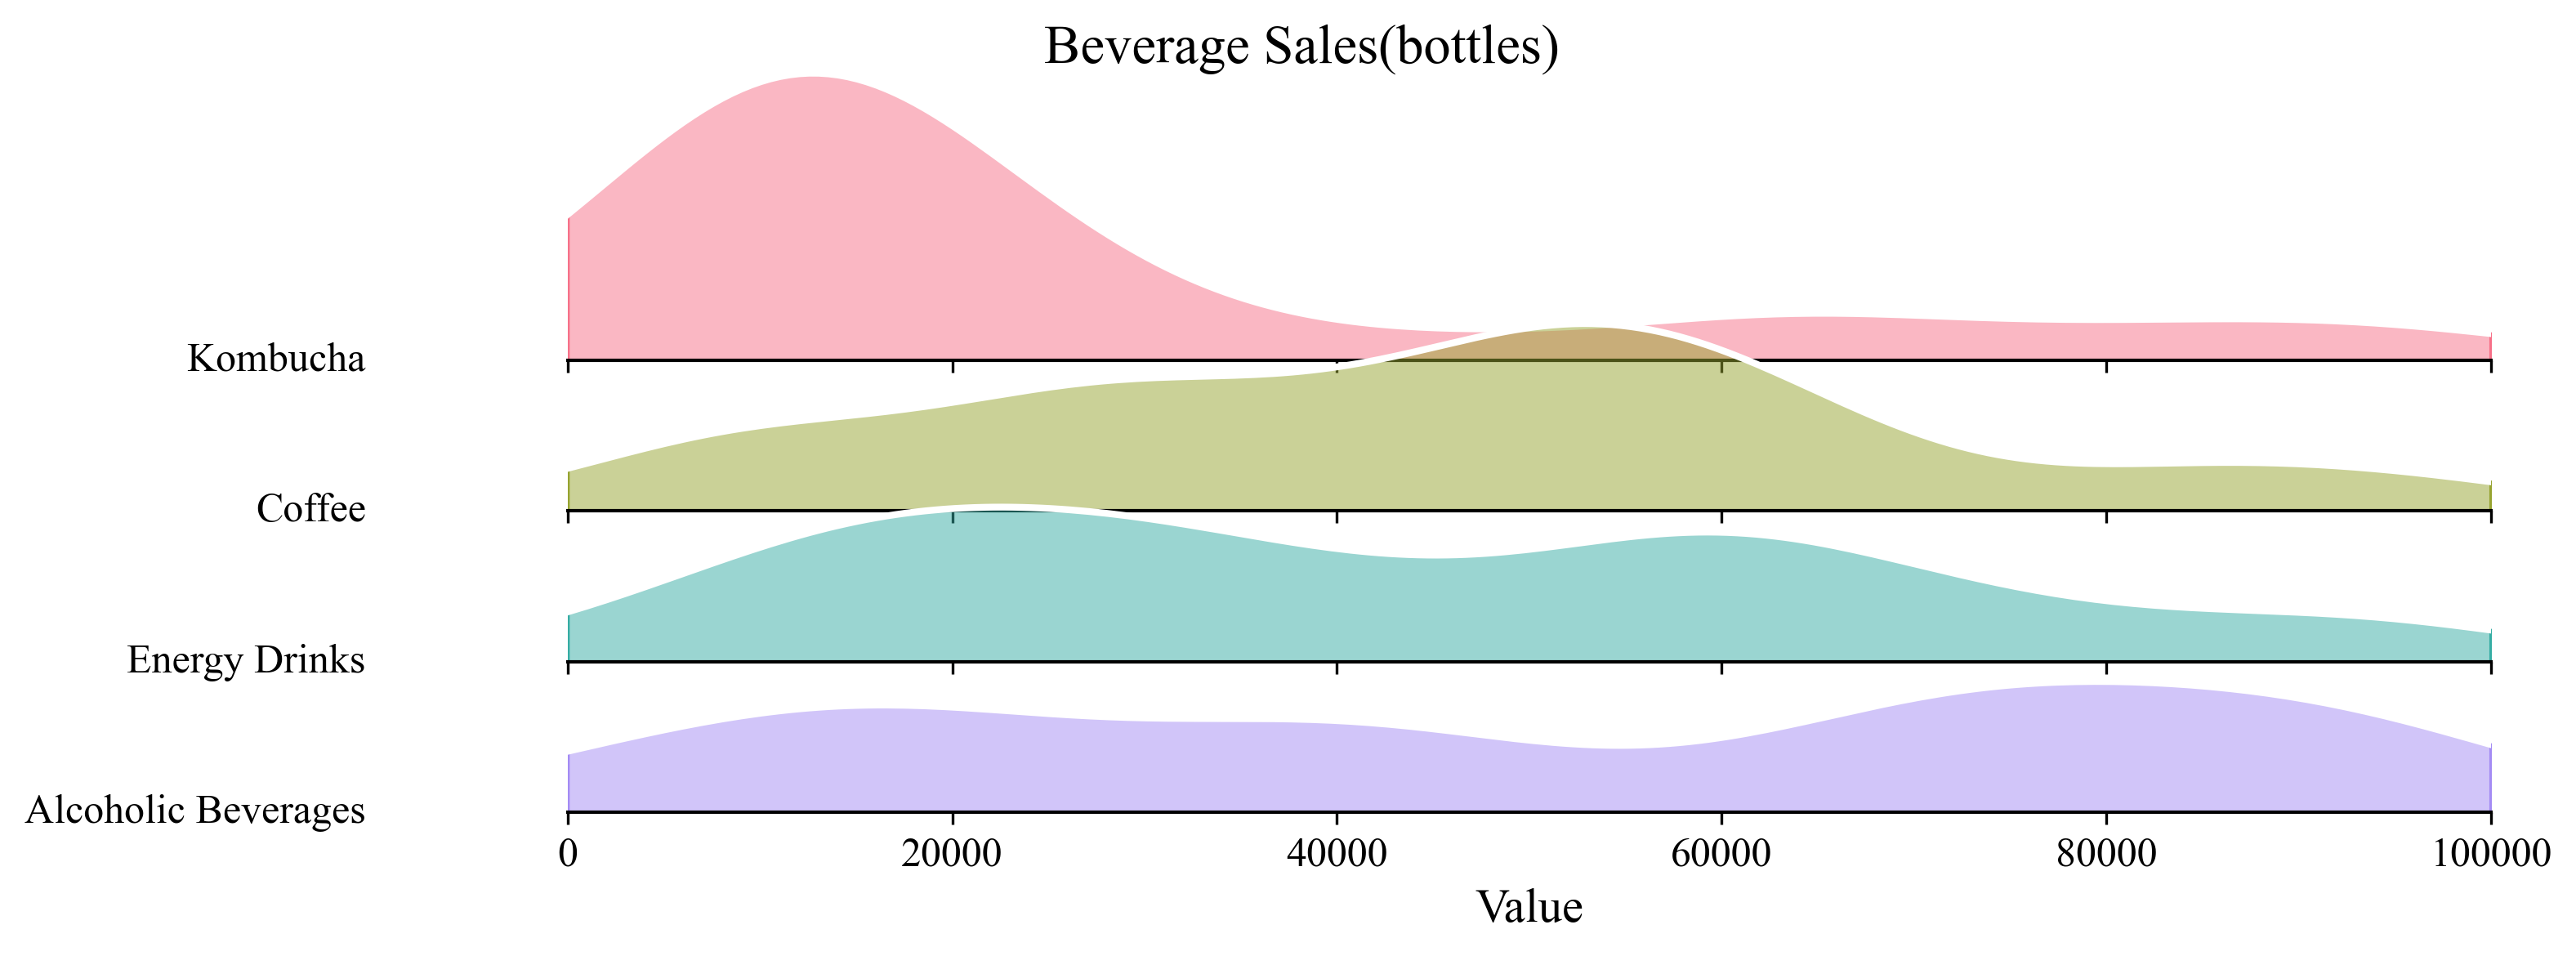 Beverage Sales(bottles)
Kombucha
Coffee
Energy Drinks
Alcoholic Beverages
0 20000 40000 60000 80000 100000
Value